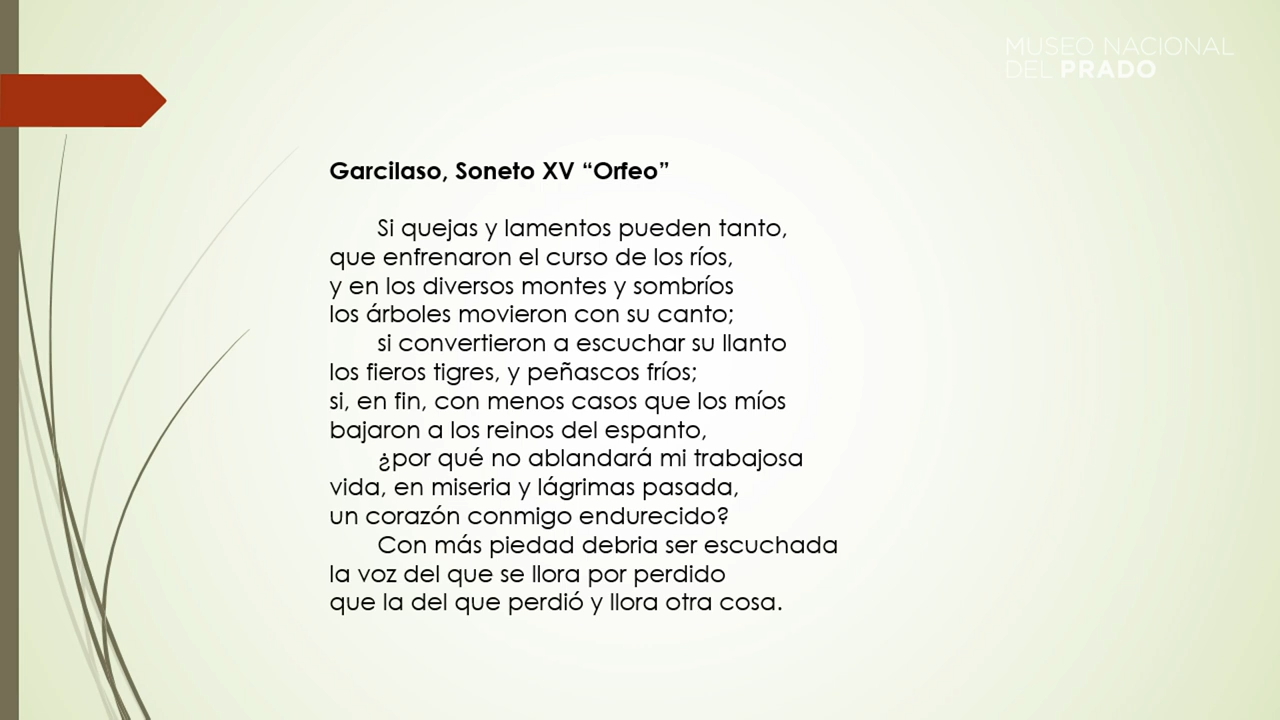 MUSEO NACIONAL
DEL PRADO
Garcilaso, Soneto XV “Orfeo”
Si quejas y lamentos pueden tanto,
que enfrenaron el curso de los ríos,
y en los diversos montes y sombríos
los árboles movieron con su canto;
si convertieron a escuchar su llanto
los fieros tigres, y peñascos fríos;
si, en fin, con menos casos que los míos
bajaron a los reinos del espanto,
¿por qué no ablandará mi trabajosa
vida, en miseria y lágrimas pasada,
un corazón conmigo endurecido?
Con más piedad debria ser escuchada
la voz del que se llora por perdido
que la del que perdió y llora otra cosa.